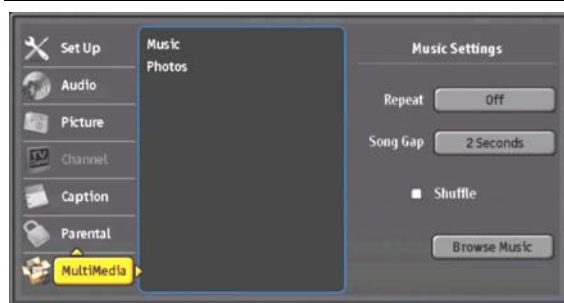 Set Up
Audio
Picture
TV
Channel
Caption
Parental
MultiMedia
Music
Photos
Music Settings
Repeat Off
Song Gap 2 Seconds
Shuffle
Browse Music